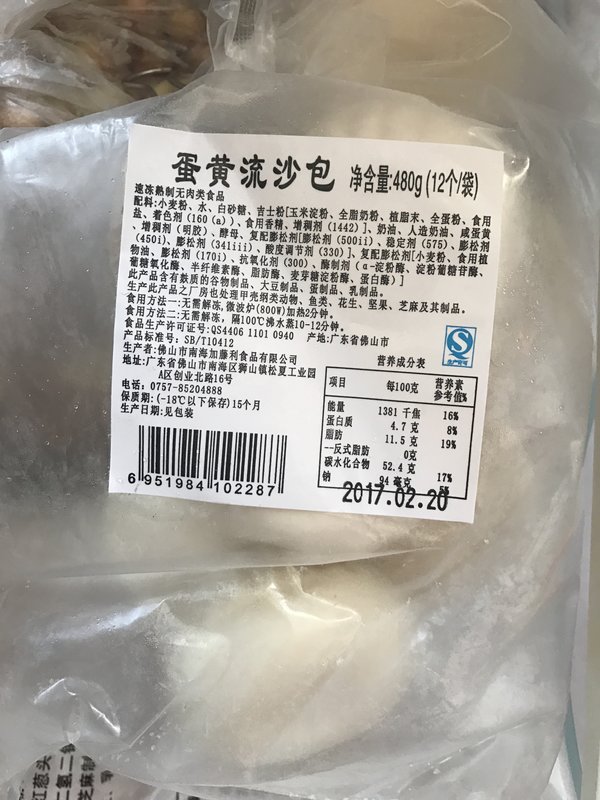 蛋黄流沙包 净含量:480g(12个/袋)
速冻熟制无肉类食品
配料:小麦粉、水、白砂糖、吉士粉[玉米淀粉、全脂奶粉、植脂末、全蛋粉、食用
盐、着色剂(160(a))、食用香精、增稠剂(1442)]、奶油、人造奶油、咸蛋黄
、增稠剂(明胶)、酵母、复配膨松剂[膨松剂(500ii)、稳定剂(575)、膨松剂
(450i)、膨松剂(341iii)、酸度调节剂(330)]、复配膨松剂[小麦粉、食用植
物油、膨松剂(170i)、抗氧化剂(300)、酶制剂(α-淀粉酶、淀粉葡糖苷酶、
葡糖氧化酶、半纤维素酶、脂肪酶、麦芽糖淀粉酶、蛋白酶)]
此产品含有麸质的谷物制品、大豆制品、蛋制品、乳制品。
生产此产品之厂房也处理甲壳纲类动物、鱼类、花生、坚果、芝麻及其制品。
食用方法一:无需解冻,微波炉(800W)加热2分钟。
食用方法二:无需解冻,隔100℃沸水蒸10-12分钟。
食品生产许可证号:QS4406 1101 0940 产地:广东省佛山市
产品标准号:SB/T10412
生产者:佛山市南海加藤利食品有限公司
地址:广东省佛山市南海区狮山镇松夏工业园
A区创业北路16号
电话:0757-85204888
保质期:(-18℃以下保存)15个月
生产日期:见包装
6 951984 102287
营养成分表
项目 每100克 营养素
参考值%
能量 1381 千焦 16%
蛋白质 4.7 克 8%
脂肪 11.5 克 19%
--反式脂肪 0克
碳水化合物 52.4 克 17%
钠 94 毫克 5%
2017.02.20
红葱头
二氢二
芝麻制